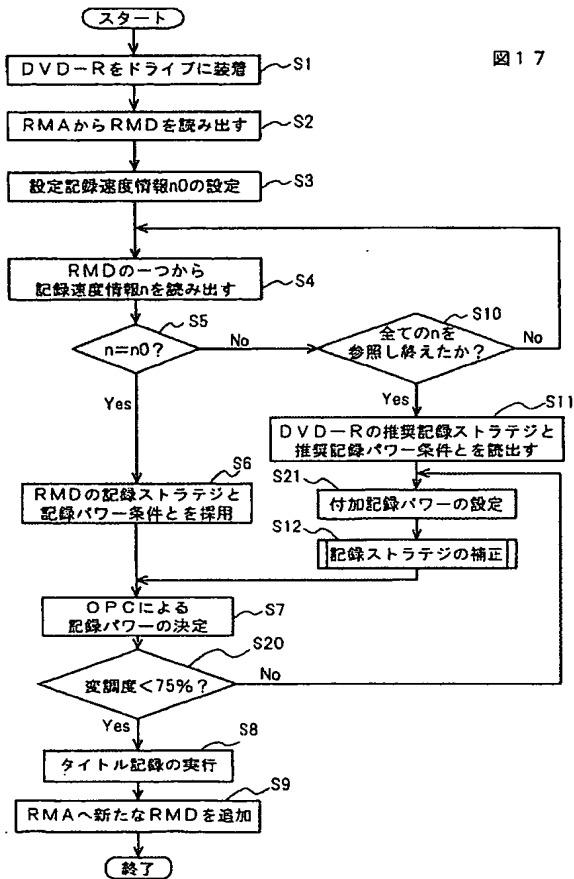 スタート
図17
DVD-Rをドライブに装着
S1
RMAからRMDを読み出す
S2
設定記録速度情報n0の設定
S3
RMDの一つから
記録速度情報nを読み出す
S4
S5
n=n0?
No
Yes
S10
全てのnを
参照し終えたか?
No
Yes
S11
DVD-Rの推奨記録ストラテジと
推奨記録パワー条件とを読出す
S6
RMDの記録ストラテジと
記録パワー条件とを採用
S21
付加記録パワーの設定
S12
記録ストラテジの補正
OPCによる
記録パワーの決定
S7
S20
変調度<75%?
No
Yes
S8
タイトル記録の実行
S9
RMAへ新たなRMDを追加
終了